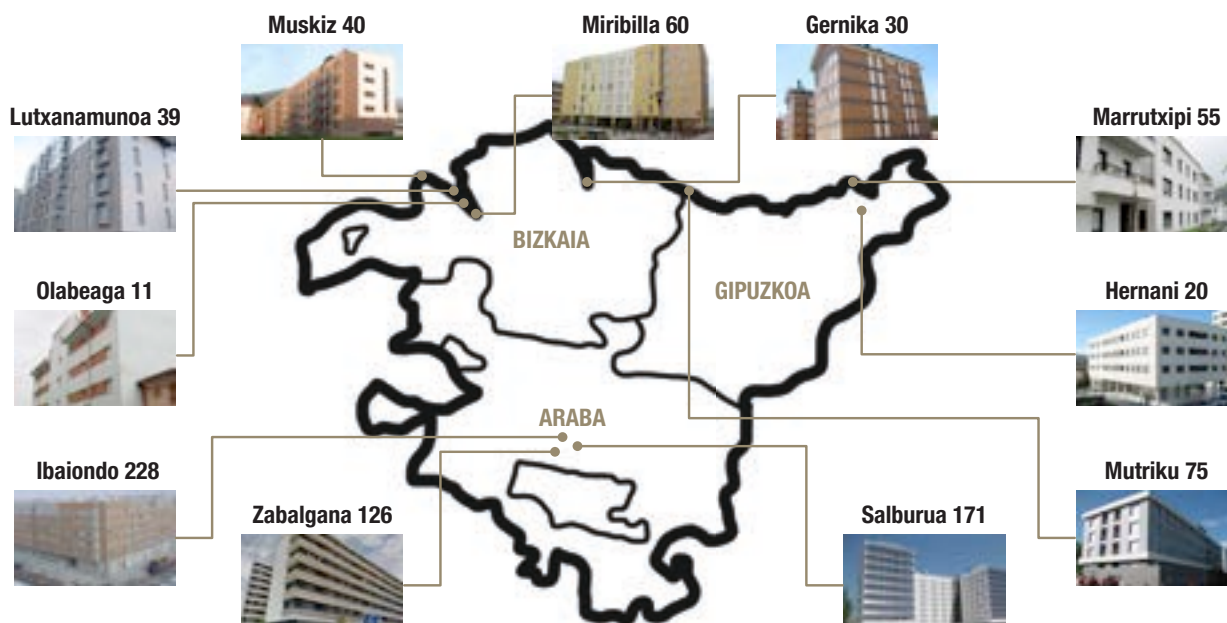 Muskiz 40
Miribilla 60
Gernika 30
Lutxanamunoa 39
Marrutxipi 55
BIZKAIA
Olabeaga 11
GIPUZKOA
Hernani 20
ARABA
Ibaiondo 228
Mutriku 75
Zabalgana 126
Salburua 171